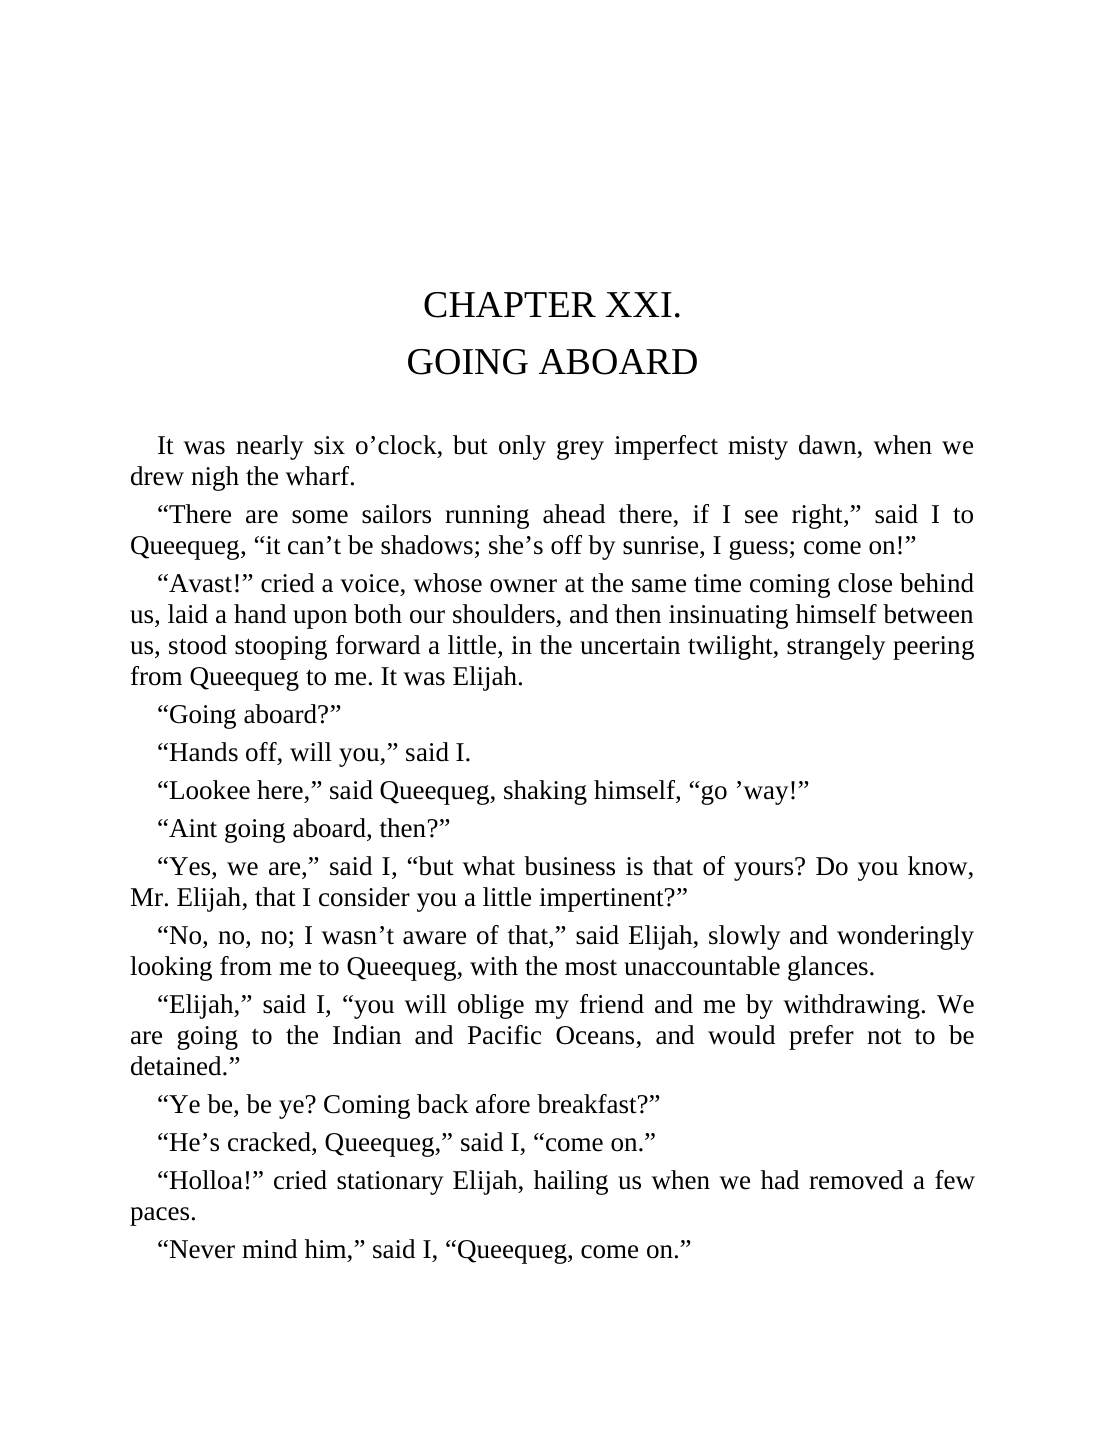 CHAPTER XXI.
GOING ABOARD
It was nearly six o’clock, but only grey imperfect misty dawn, when we
drew nigh the wharf.
“There are some sailors running ahead there, if I see right,” said I to
Queequeg, “it can’t be shadows; she’s off by sunrise, I guess; come on!”
“Avast!” cried a voice, whose owner at the same time coming close behind
us, laid a hand upon both our shoulders, and then insinuating himself between
us, stood stooping forward a little, in the uncertain twilight, strangely peering
from Queequeg to me. It was Elijah.
“Going aboard?”
“Hands off, will you,” said I.
“Lookee here,” said Queequeg, shaking himself, “go ’way!”
“Aint going aboard, then?”
“Yes, we are,” said I, “but what business is that of yours? Do you know,
Mr. Elijah, that I consider you a little impertinent?”
“No, no, no; I wasn’t aware of that,” said Elijah, slowly and wonderingly
looking from me to Queequeg, with the most unaccountable glances.
“Elijah,” said I, “you will oblige my friend and me by withdrawing. We
are going to the Indian and Pacific Oceans, and would prefer not to be
detained.”
“Ye be, be ye? Coming back afore breakfast?”
“He’s cracked, Queequeg,” said I, “come on.”
“Holloa!” cried stationary Elijah, hailing us when we had removed a few
paces.
“Never mind him,” said I, “Queequeg, come on.”